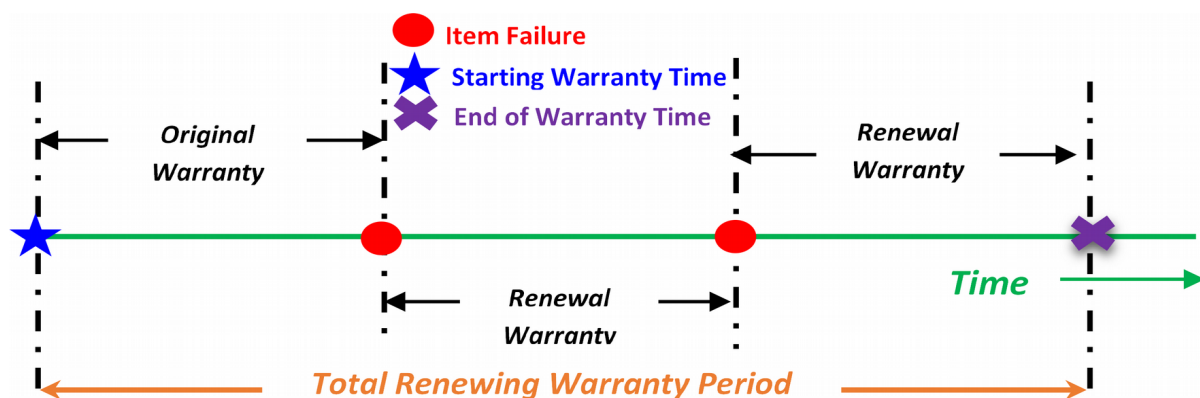 Item Failure
Starting Warranty Time
End of Warranty Time
Original
Warranty
Renewal
Warranty
Time
Renewal
Warranty
Total Renewing Warranty Period